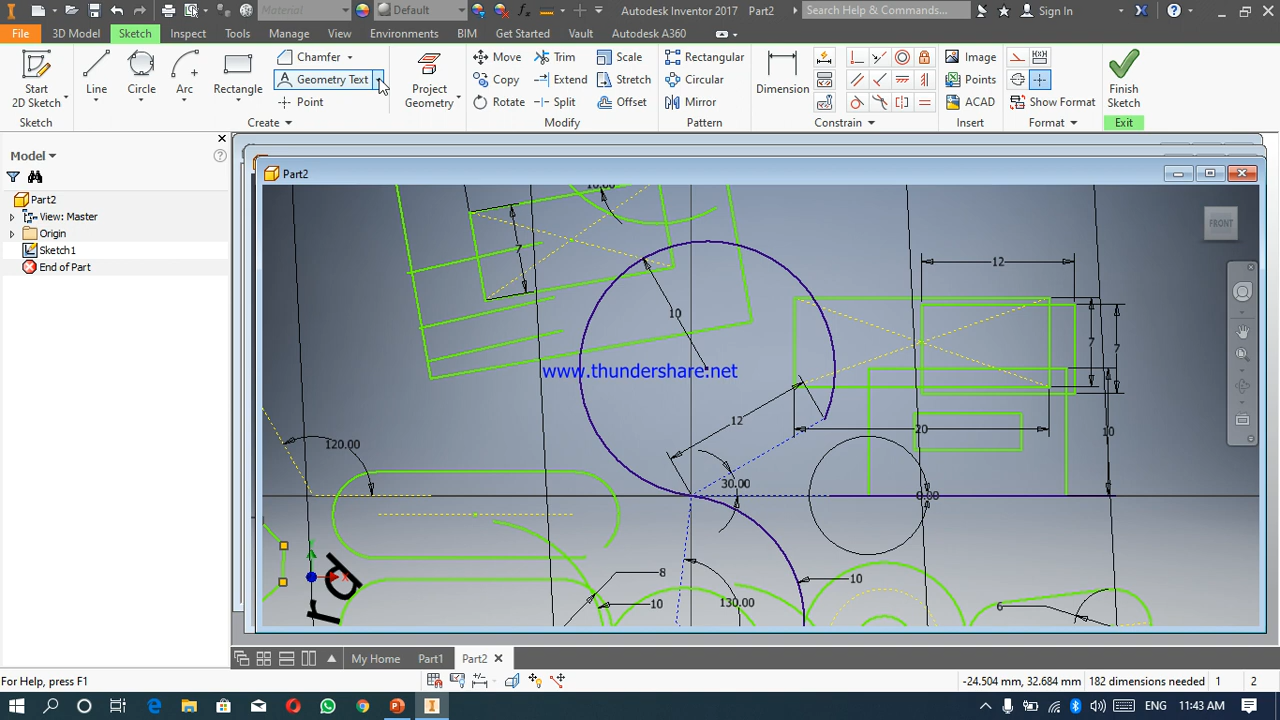 PRO
Material
Default
Autodesk Inventor 2017 Part2
Search Help & Commands...
Sign In
File
3D Model
Sketch
Inspect
Tools
Manage
View
Environments
BIM
Get Started
Vault
Autodesk A360
Start
2D Sketch
Line
Circle
Arc
Rectangle
Chamfer
Geometry Text
Point
Project
Geometry
Move
Copy
Rotate
Trim
Extend
Split
Scale
Stretch
Offset
Rectangular
Circular
Mirror
Dimension
Image
Points
ACAD
Show Format
Finish
Sketch
Sketch
Create
Modify
Pattern
Constrain
Insert
Format
Exit
Model
Part2
View: Master
Origin
Sketch1
End of Part
Part2
FRONT
10.00
7
12
10
7
7
www.thundershare.net
12
20
10
120.00
30.00
0.00
8
10
10
130.00
6
rd
X
My Home
Part1
Part2
For Help, press F1
-24.504 mm, 32.684 mm
182 dimensions needed
1
2
ENG
11:43 AM